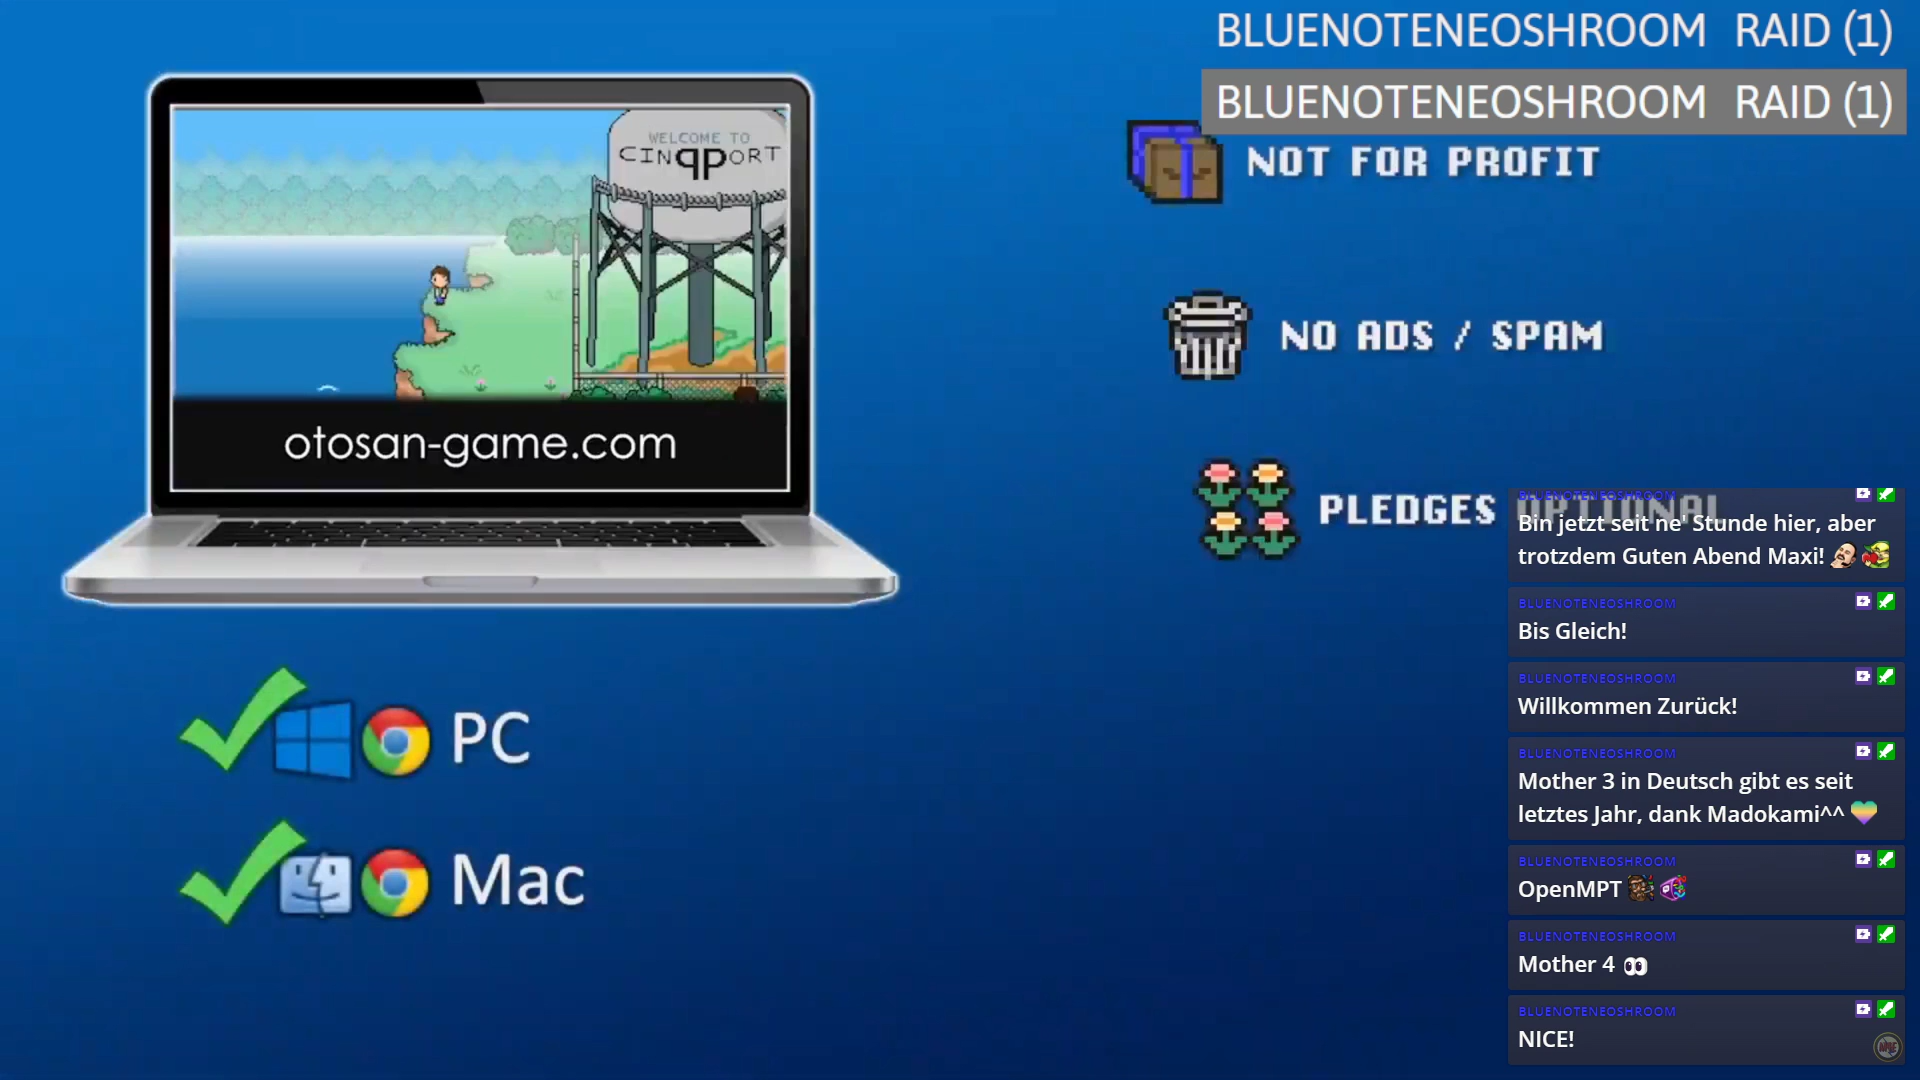 BLUENOTENEOSHROOM RAID (1)
BLUENOTENEOSHROOM RAID (1)
WELCOME TO
CINQPORT
otosan-game.com
NOT FOR PROFIT
NO ADS / SPAM
PLEDGES OPTIONAL
PC
Mac
BLUENOTENEOSHROOM
Bin jetzt seit ne' Stunde hier, aber
trotzdem Guten Abend Maxi!
BLUENOTENEOSHROOM
Bis Gleich!
BLUENOTENEOSHROOM
Willkommen Zurück!
BLUENOTENEOSHROOM
Mother 3 in Deutsch gibt es seit
letztes Jahr, dank Madokami^^
BLUENOTENEOSHROOM
OpenMPT
BLUENOTENEOSHROOM
Mother 4
BLUENOTENEOSHROOM
NICE!